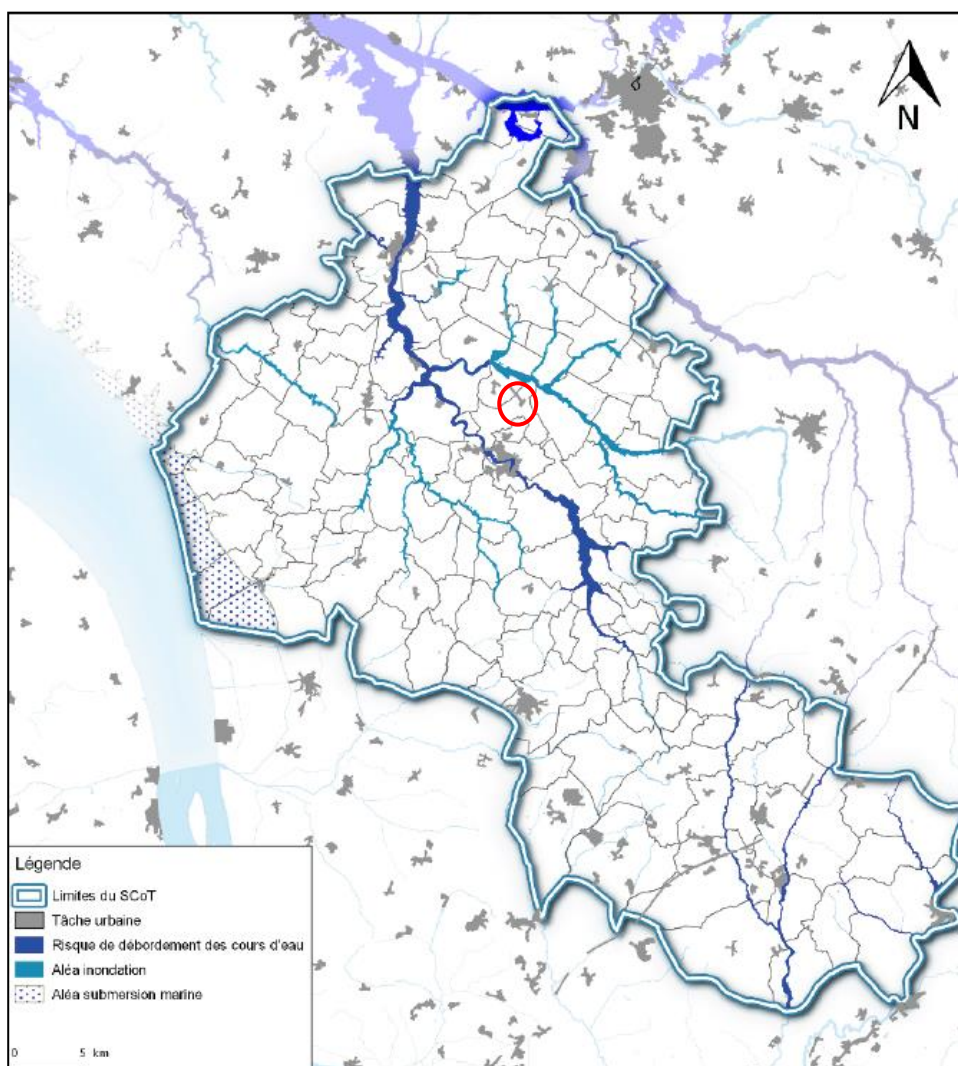 N
Légende
Limites du SCoT
Tâche urbaine
Risque de débordement des cours d'eau
Aléa inondation
Aléa submersion marine
0 5 km